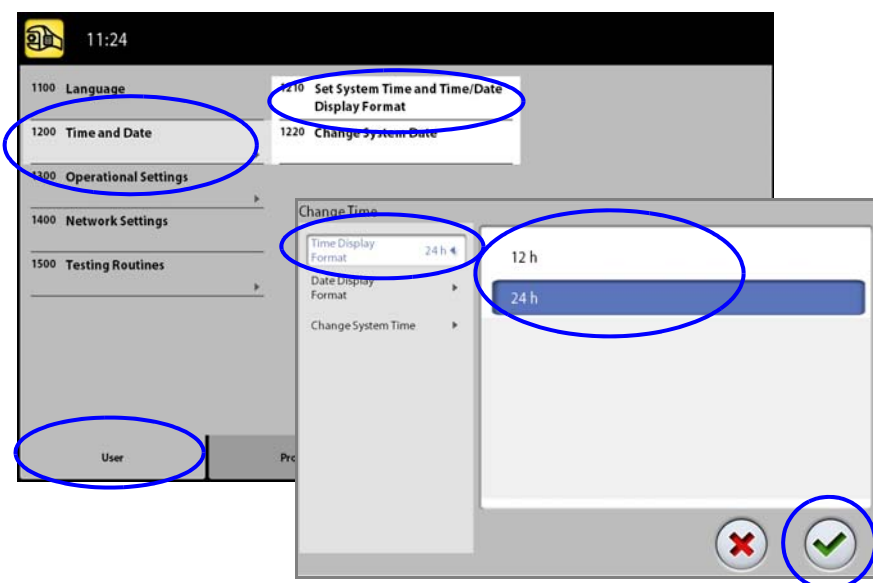 11:24
1100 Language
1200 Time and Date
1300 Operational Settings
1400 Network Settings
1500 Testing Routines
1210 Set System Time and Time/Date
Display Format
1220 Change System Date
User
Change Time
Time Display
Format
24 h
Date Display
Format
Change System Time
12 h
24 h